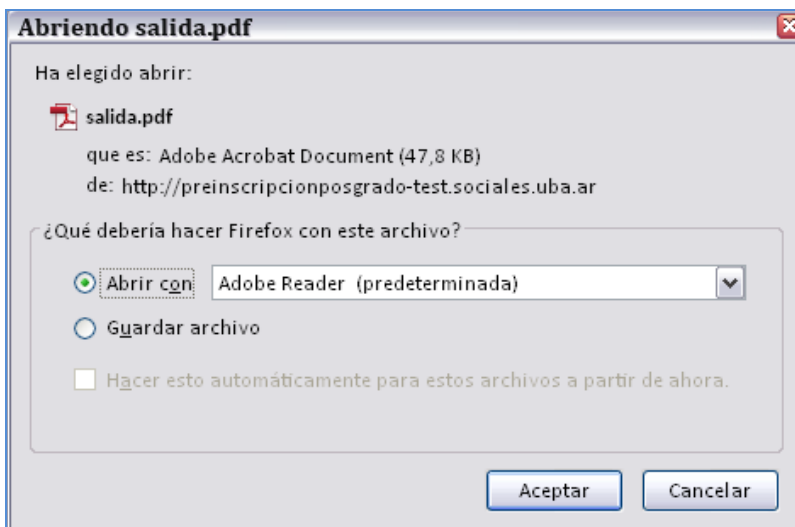 Abriendo salida.pdf
Ha elegido abrir:
salida.pdf
que es: Adobe Acrobat Document (47,8 KB)
de: http://preinscripcionposgrado-test.sociales.uba.ar
¿Qué debería hacer Firefox con este archivo?
Abrir con Adobe Reader (predeterminada)
Guardar archivo
Hacer esto automáticamente para estos archivos a partir de ahora.
Aceptar Cancelar